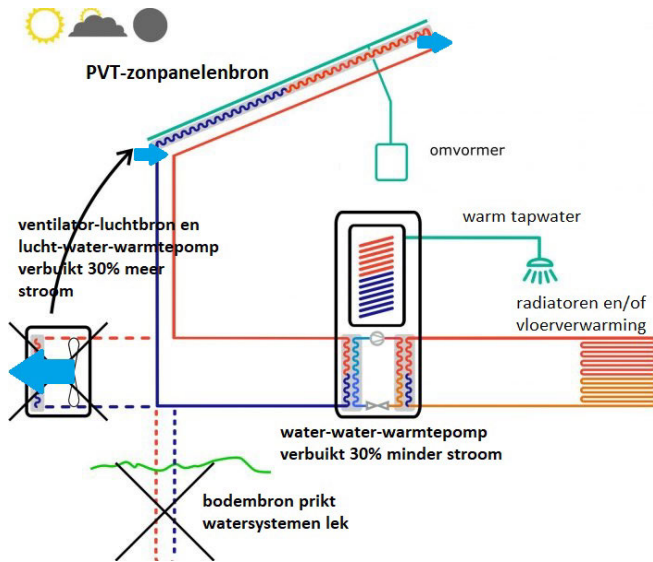 PVT-zonpanelenbron
omvormer
ventilator-luchtbron en
lucht-water-warmtepomp
verbuikt 30% meer
stroom
warm tapwater
radiatoren en/of
vloerverwarming
water-water-warmtepomp
verbuikt 30% minder stroom
bodembron prikt
watersystemen lek